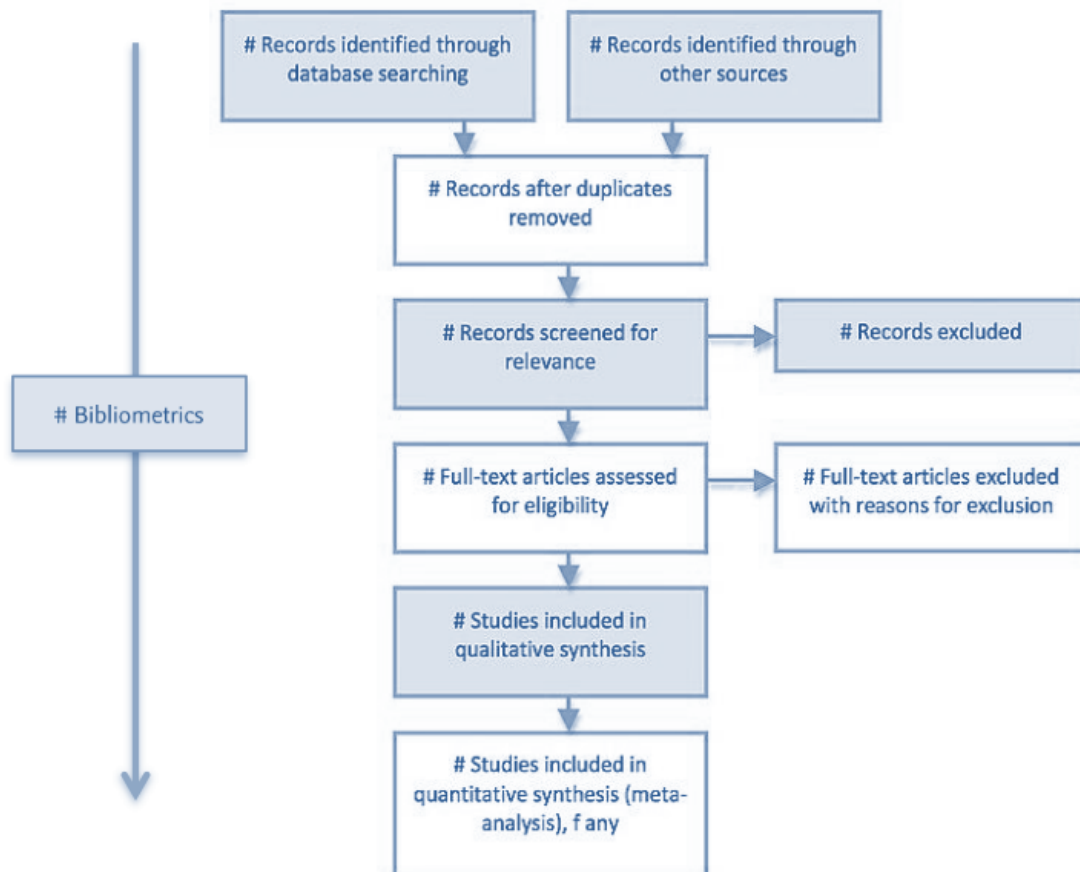 # Records identified through
database searching
# Records identified through
other sources
# Records after duplicates
removed
# Records screened for
relevance
# Records excluded
# Bibliometrics
# Full-text articles assessed
for eligibility
# Full-text articles excluded
with reasons for exclusion
# Studies included in
qualitative synthesis
# Studies included in
quantitative synthesis (meta-
analysis), f any